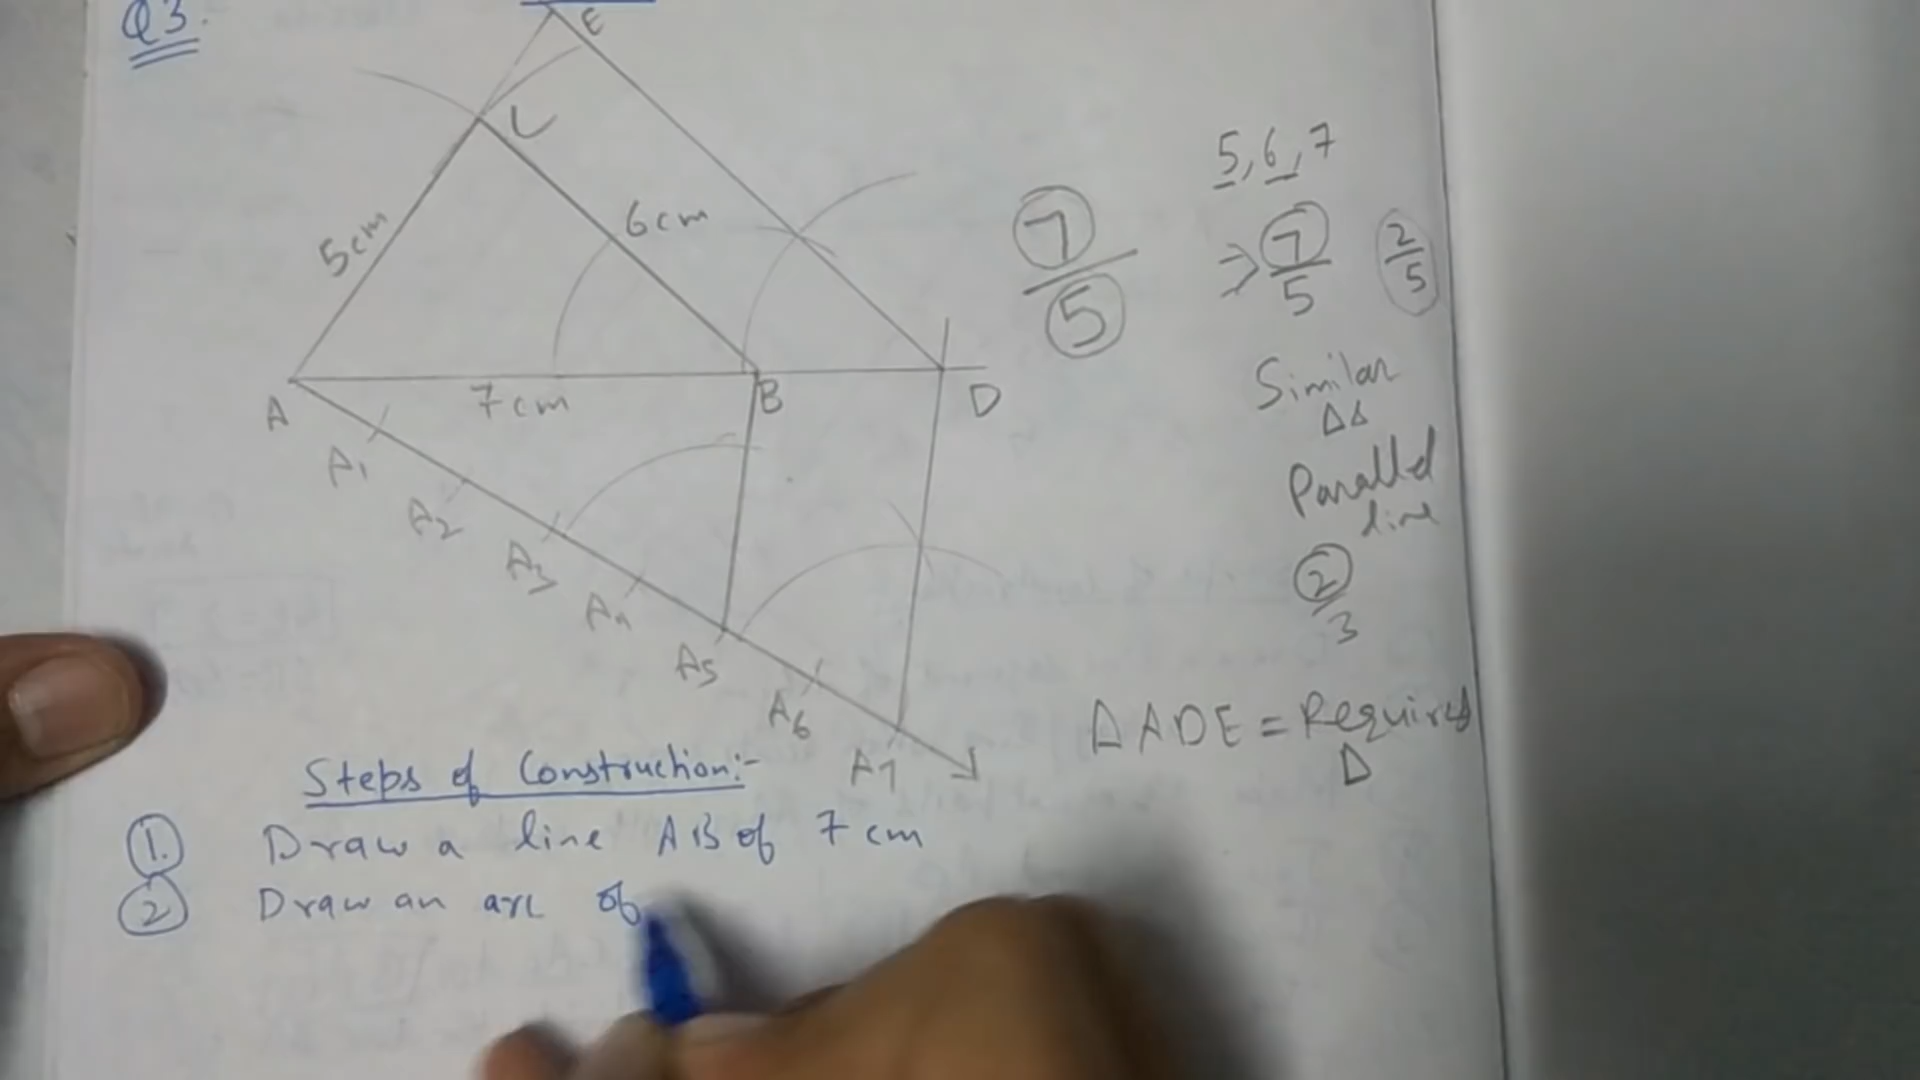 Q3.
E
C
5cm
6cm
7cm
A
B
D
A1
A2
A3
A4
A5
A6
A7
7
5
5, 6, 7
⇒ 7/5 2/5
Similar
ΔΔ
Parallel
line
2
3
ΔADE = Required
Δ
Steps of Construction:-
1. Draw a line AB of 7 cm
2 Draw an arc of